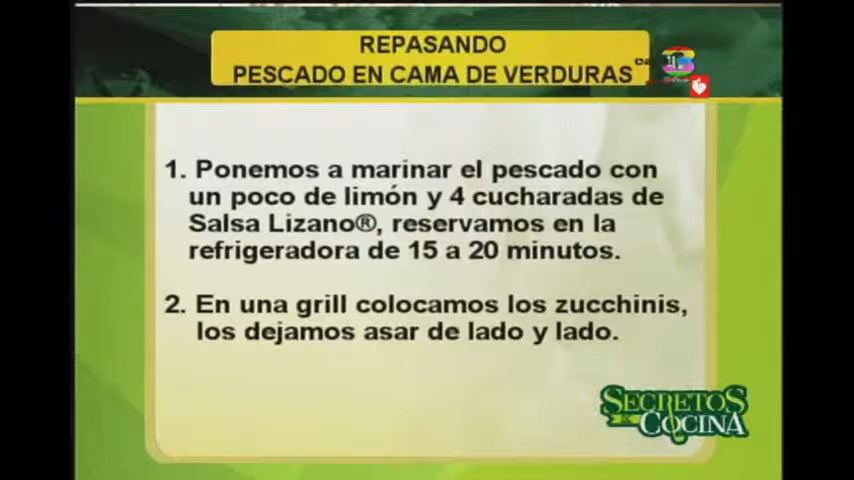 REPASANDO
PESCADO EN CAMA DE VERDURAS
1. Ponemos a marinar el pescado con
un poco de limón y 4 cucharadas de
Salsa Lizano®, reservamos en la
refrigeradora de 15 a 20 minutos.
2. En una grill colocamos los zucchinis,
los dejamos asar de lado y lado.
SECRETOS
COCINA